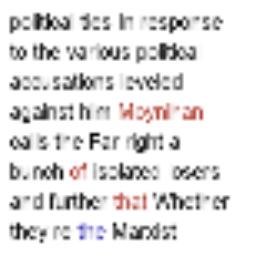 political ties in response
to the various political
accusations leveled
against him Moynihan
calls the Far right a
bunch of isolated losers
and further that Whether
they re the Marxist